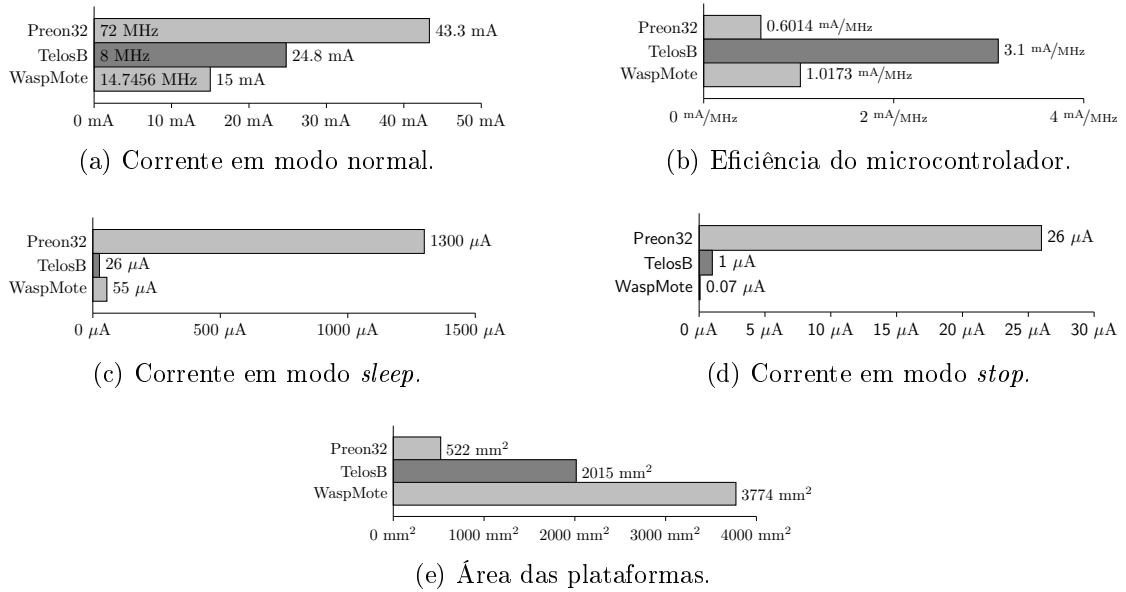 Preon32 72 MHz 43.3 mA
TelosB 8 MHz 24.8 mA
WaspMote 14.7456 MHz 15 mA
0 mA 10 mA 20 mA 30 mA 40 mA 50 mA
(a) Corrente em modo normal.
Preon32 0.6014 mA/MHz
TelosB 3.1 mA/MHz
WaspMote 1.0173 mA/MHz
0 mA/MHz 2 mA/MHz 4 mA/MHz
(b) Eficiência do microcontrolador.
Preon32 1300 μA
TelosB 26 μA
WaspMote 55 μA
0 μA 500 μA 1000 μA 1500 μA
(c) Corrente em modo sleep.
Preon32 26 μA
TelosB 1 μA
WaspMote 0.07 μA
0 μA 5 μA 10 μA 15 μA 20 μA 25 μA 30 μA
(d) Corrente em modo stop.
Preon32 522 mm²
TelosB 2015 mm²
WaspMote 3774 mm²
0 mm² 1000 mm² 2000 mm² 3000 mm² 4000 mm²
(e) Área das plataformas.